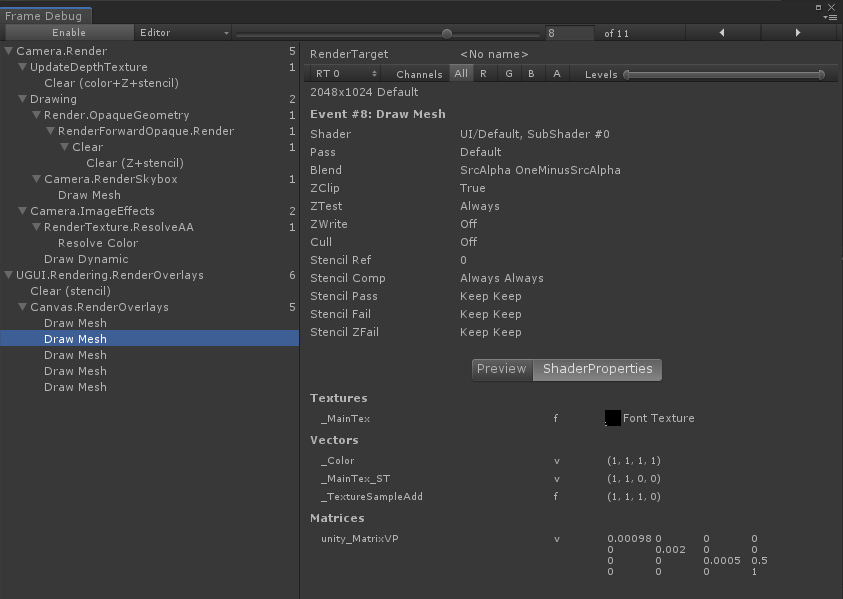 Frame Debug
Enable Editor 8 of 11
Camera.Render 5
UpdateDepthTexture 1
Clear (color+Z+stencil)
Drawing 2
Render.OpaqueGeometry 1
RenderForwardOpaque.Render 1
Clear 1
Clear (Z+stencil)
Camera.RenderSkybox 1
Draw Mesh
Camera.ImageEffects 2
RenderTexture.ResolveAA 1
Resolve Color
Draw Dynamic
UGUI.Rendering.RenderOverlays 6
Clear (stencil)
Canvas.RenderOverlays 5
Draw Mesh
Draw Mesh
Draw Mesh
Draw Mesh
Draw Mesh
RenderTarget <No name>
RT 0 Channels All R G B A Levels
2048x1024 Default
Event #8: Draw Mesh
Shader UI/Default, SubShader #0
Pass Default
Blend SrcAlpha OneMinusSrcAlpha
ZClip True
ZTest Always
ZWrite Off
Cull Off
Stencil Ref 0
Stencil Comp Always Always
Stencil Pass Keep Keep
Stencil Fail Keep Keep
Stencil ZFail Keep Keep
Preview ShaderProperties
Textures
_MainTex f Font Texture
Vectors
_Color v (1, 1, 1, 1)
_MainTex_ST v (1, 1, 0, 0)
_TextureSampleAdd f (1, 1, 1, 0)
Matrices
unity_MatrixVP v 0.00098 0 0 0
0 0.002 0 0
0 0 0.0005 0.5
0 0 0 1